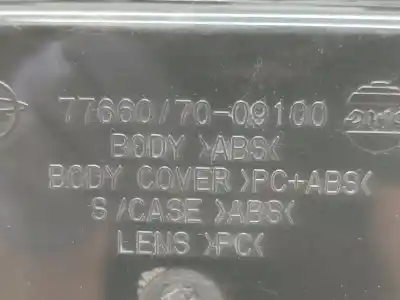 77660/70-09100
BODY >ABS<
BODY COVER >PC+ABS<
S/CASE >ABS<
LENS >PC<